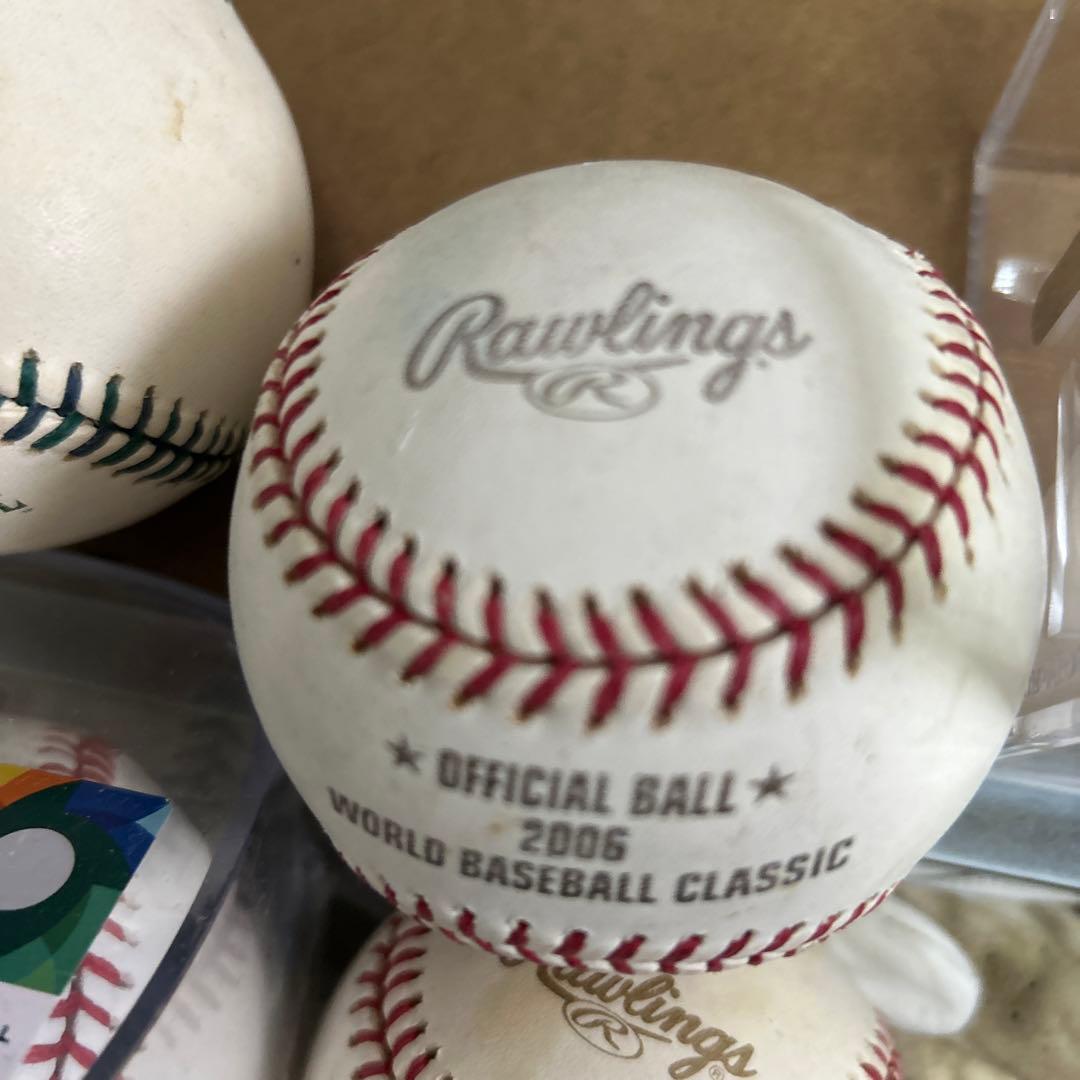 Rawlings
R
★ OFFICIAL BALL ★
2006
WORLD BASEBALL CLASSIC
Rawlings®
R